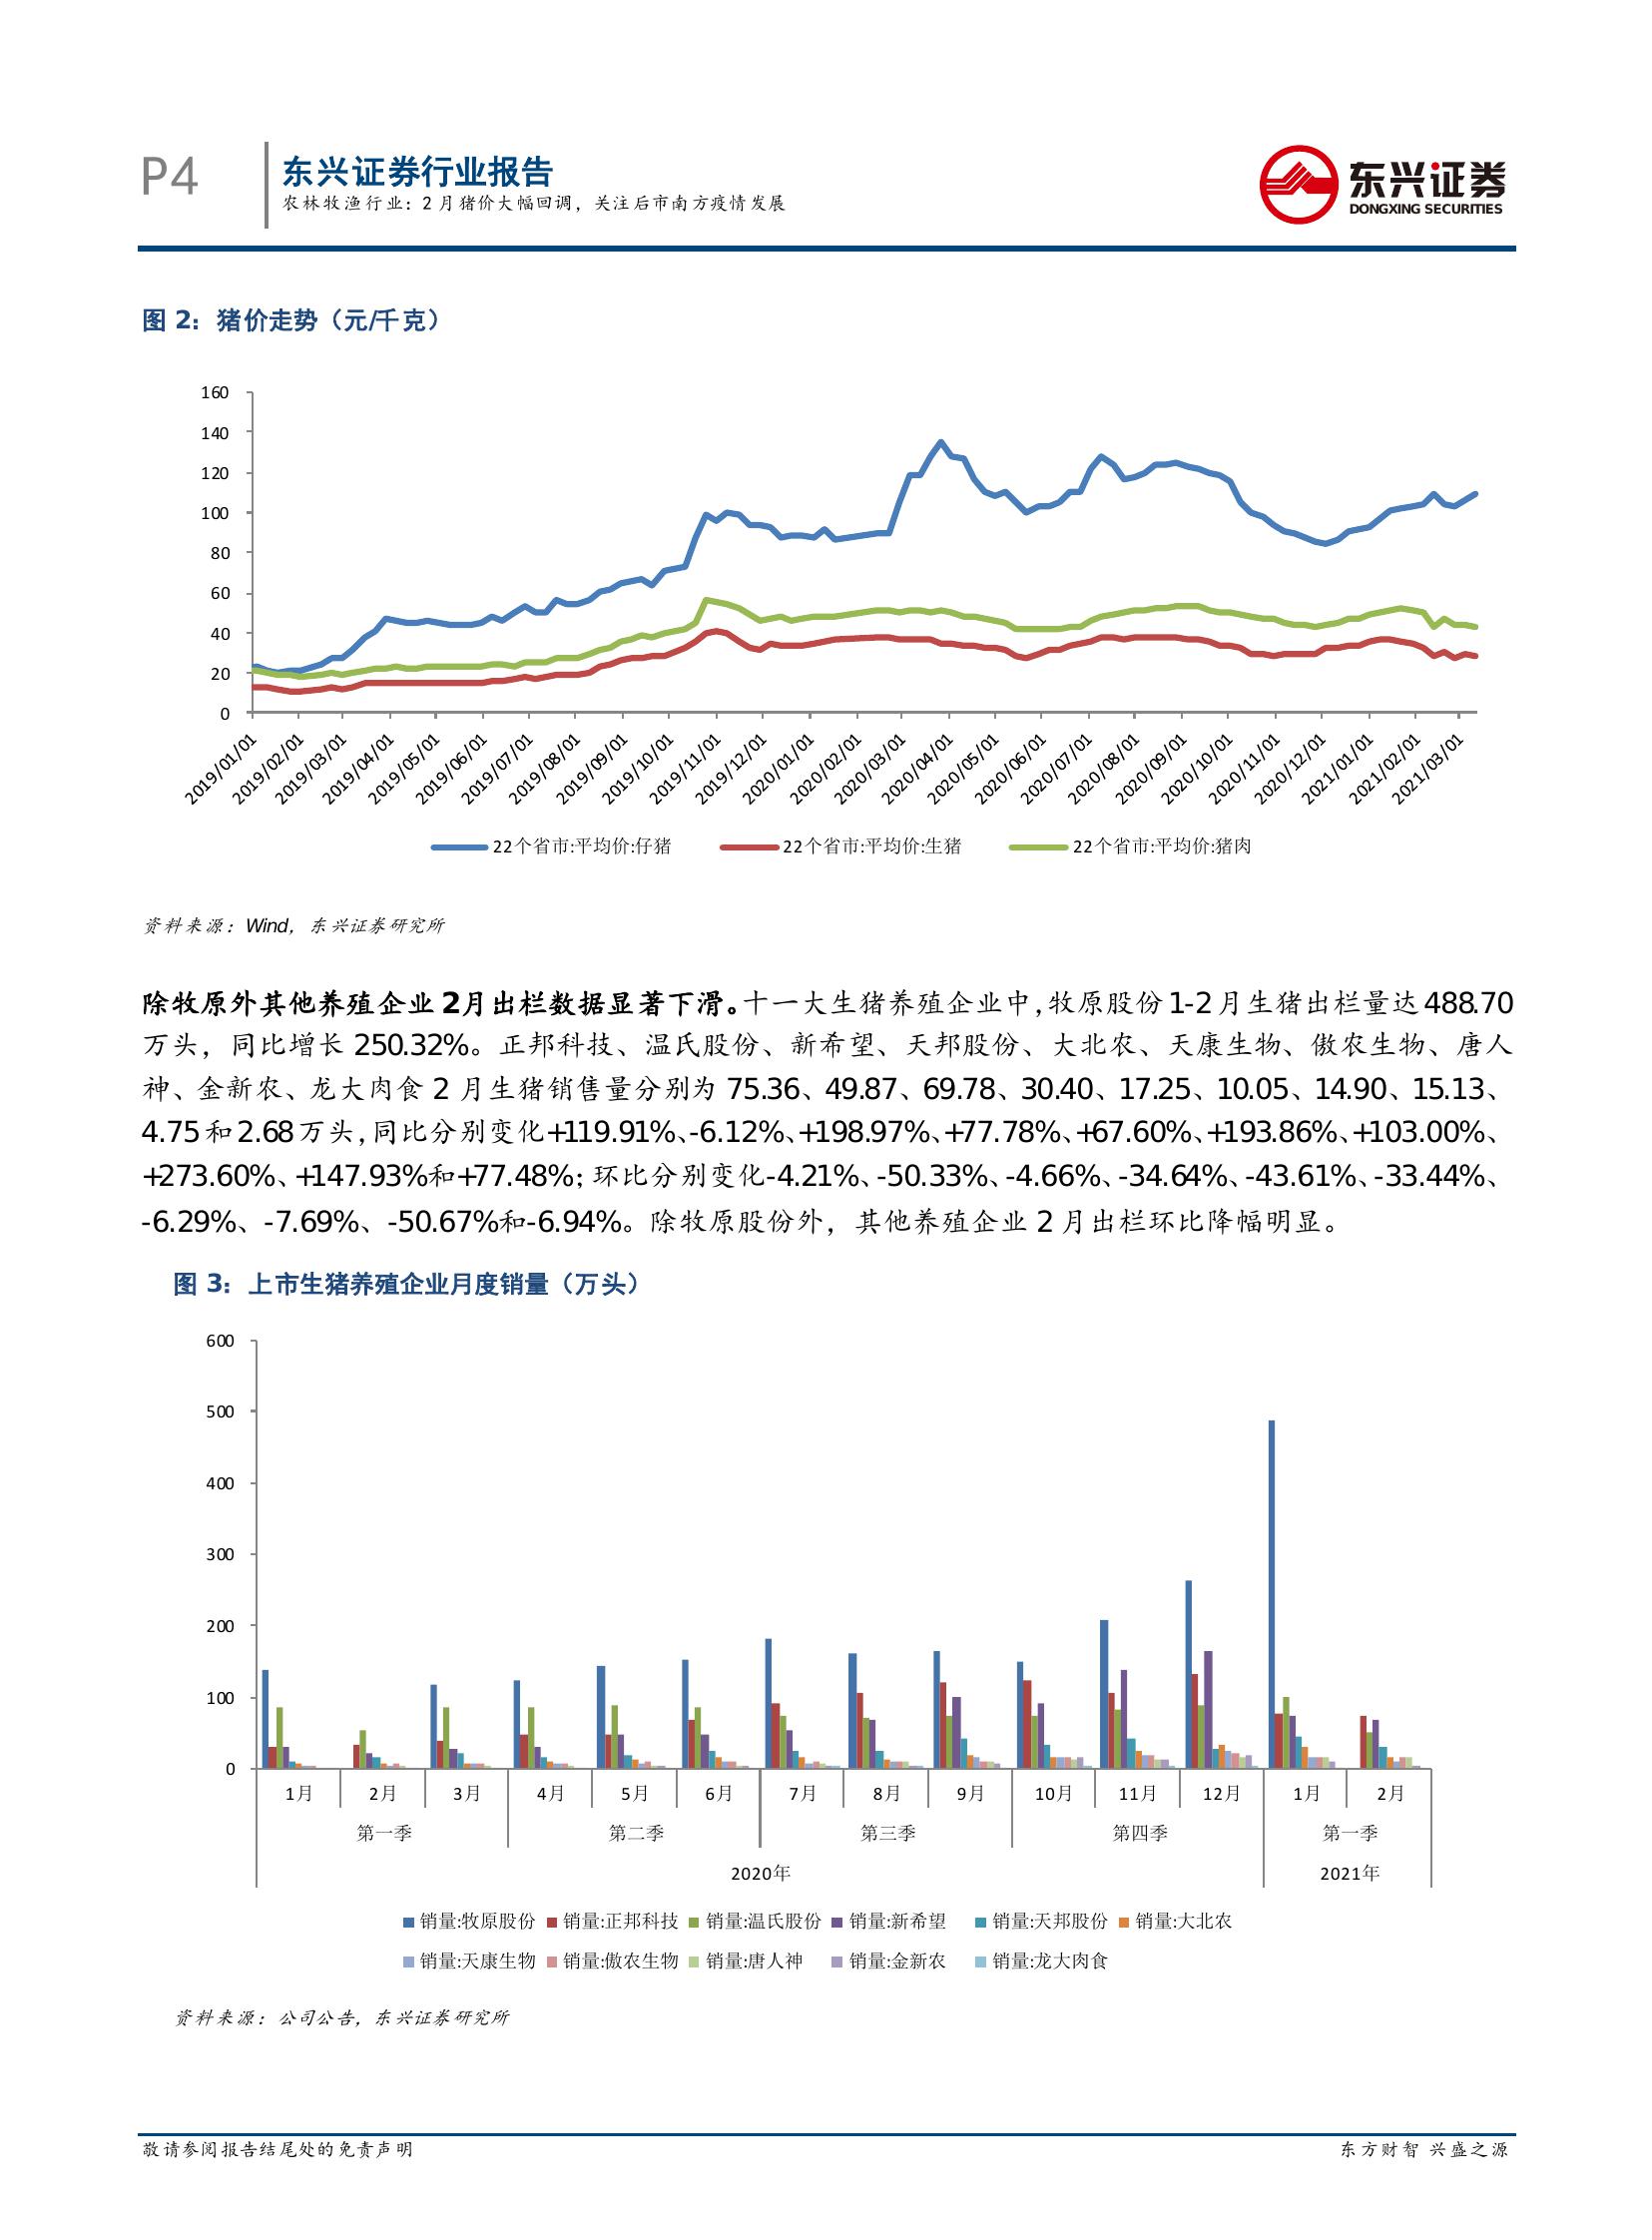 P4
东兴证券行业报告
农林牧渔行业：2 月猪价大幅回调，关注后市南方疫情发展
东兴证券
DONGXING SECURITIES
图 2：猪价走势（元/千克）
160
140
120
100
80
60
40
20
0
2019/01/01
2019/02/01
2019/03/01
2019/04/01
2019/05/01
2019/06/01
2019/07/01
2019/08/01
2019/09/01
2019/10/01
2019/11/01
2019/12/01
2020/01/01
2020/02/01
2020/03/01
2020/04/01
2020/05/01
2020/06/01
2020/07/01
2020/08/01
2020/09/01
2020/10/01
2020/11/01
2020/12/01
2021/01/01
2021/02/01
2021/03/01
22个省市:平均价:仔猪 22个省市:平均价:生猪 22个省市:平均价:猪肉
资料来源：Wind，东兴证券研究所
除牧原外其他养殖企业 2月出栏数据显著下滑。十一大生猪养殖企业中,牧原股份 1-2 月生猪出栏量达 488.70
万头，同比增长 250.32%。正邦科技、温氏股份、新希望、天邦股份、大北农、天康生物、傲农生物、唐人
神、金新农、龙大肉食 2 月生猪销售量分别为 75.36、49.87、69.78、30.40、17.25、10.05、14.90、15.13、
4.75 和 2.68 万头,同比分别变化+119.91%、-6.12%、+198.97%、+77.78%、+67.60%、+193.86%、+103.00%、
+273.60%、+147.93%和+77.48%；环比分别变化-4.21%、-50.33%、-4.66%、-34.64%、-43.61%、-33.44%、
-6.29%、-7.69%、-50.67%和-6.94%。除牧原股份外，其他养殖企业 2 月出栏环比降幅明显。
图 3：上市生猪养殖企业月度销量（万头）
600
500
400
300
200
100
0
1月 2月 3月 4月 5月 6月 7月 8月 9月 10月 11月 12月 1月 2月
第一季 第二季 第三季 第四季 第一季
2020年 2021年
销量:牧原股份 销量:正邦科技 销量:温氏股份 销量:新希望 销量:天邦股份 销量:大北农
销量:天康生物 销量:傲农生物 销量:唐人神 销量:金新农 销量:龙大肉食
资料来源：公司公告，东兴证券研究所
敬请参阅报告结尾处的免责声明 东方财智 兴盛之源